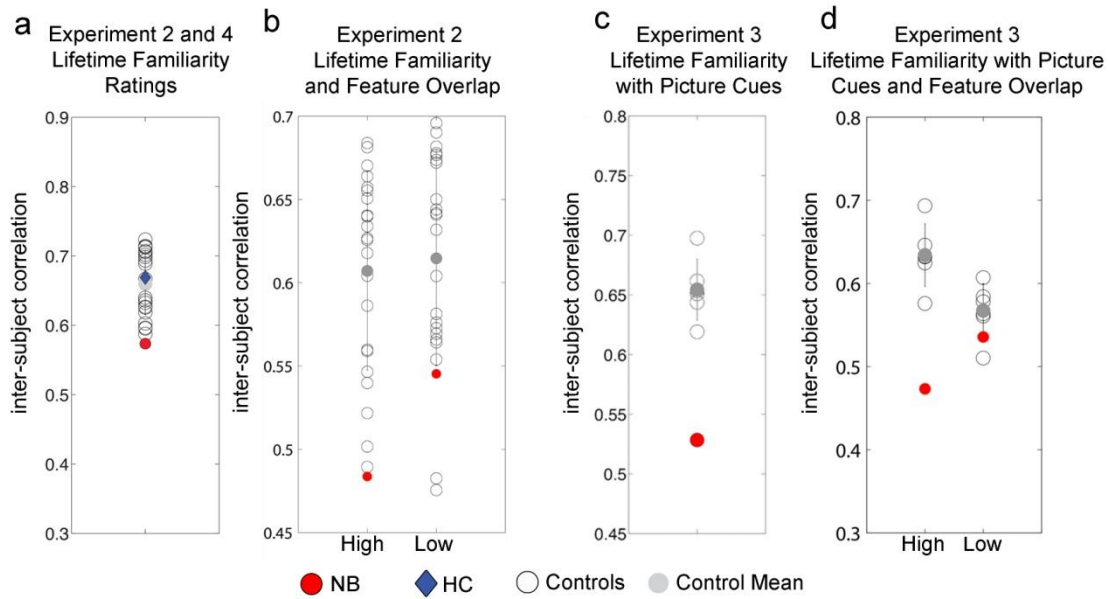 a
Experiment 2 and 4
Lifetime Familiarity
Ratings
b
Experiment 2
Lifetime Familiarity
and Feature Overlap
c
Experiment 3
Lifetime Familiarity
with Picture Cues
d
Experiment 3
Lifetime Familiarity with Picture
Cues and Feature Overlap
inter-subject correlation
0.9
0.8
0.7
0.6
0.5
0.4
0.3
inter-subject correlation
0.7
0.65
0.6
0.55
0.5
0.45
High Low
inter-subject correlation
0.8
0.75
0.7
0.65
0.6
0.55
0.5
0.45
inter-subject correlation
0.8
0.7
0.6
0.5
0.4
0.3
High Low
NB HC Controls Control Mean